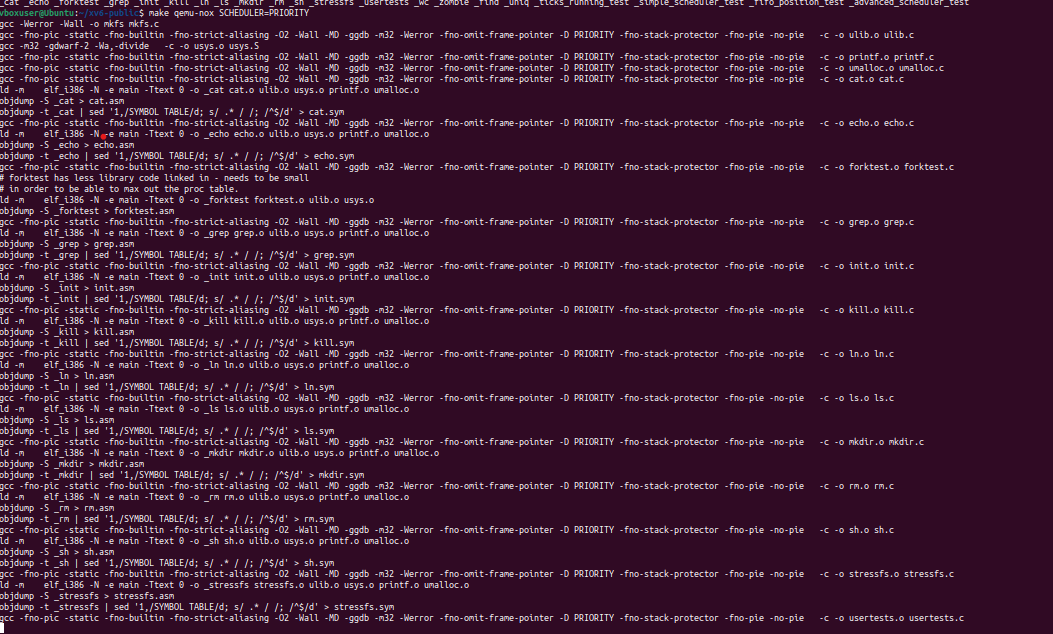 _cat _echo _forktest _grep _init _kill _ln _ls _mkdir _rm _sh _stressfs _usertests _wc _zombie _find _uniq _ticks_running_test _simple_scheduler_test _fifo_position_test _advanced_scheduler_test
vboxuser@Ubuntu:~/xv6-public$ make qemu-nox SCHEDULER=PRIORITY
gcc -Werror -Wall -o mkfs mkfs.c
gcc -fno-pic -static -fno-builtin -fno-strict-aliasing -O2 -Wall -MD -ggdb -m32 -Werror -fno-omit-frame-pointer -D PRIORITY -fno-stack-protector -fno-pie -no-pie   -c -o ulib.o ulib.c
gcc -m32 -gdwarf-2 -Wa,-divide   -c -o usys.o usys.S
gcc -fno-pic -static -fno-builtin -fno-strict-aliasing -O2 -Wall -MD -ggdb -m32 -Werror -fno-omit-frame-pointer -D PRIORITY -fno-stack-protector -fno-pie -no-pie   -c -o printf.o printf.c
gcc -fno-pic -static -fno-builtin -fno-strict-aliasing -O2 -Wall -MD -ggdb -m32 -Werror -fno-omit-frame-pointer -D PRIORITY -fno-stack-protector -fno-pie -no-pie   -c -o umalloc.o umalloc.c
gcc -fno-pic -static -fno-builtin -fno-strict-aliasing -O2 -Wall -MD -ggdb -m32 -Werror -fno-omit-frame-pointer -D PRIORITY -fno-stack-protector -fno-pie -no-pie   -c -o cat.o cat.c
ld -m    elf_i386 -N -e main -Ttext 0 -o _cat cat.o ulib.o usys.o printf.o umalloc.o
objdump -S _cat > cat.asm
objdump -t _cat | sed '1,/SYMBOL TABLE/d; s/ .* / /; /^$/d' > cat.sym
gcc -fno-pic -static -fno-builtin -fno-strict-aliasing -O2 -Wall -MD -ggdb -m32 -Werror -fno-omit-frame-pointer -D PRIORITY -fno-stack-protector -fno-pie -no-pie   -c -o echo.o echo.c
ld -m    elf_i386 -N -e main -Ttext 0 -o _echo echo.o ulib.o usys.o printf.o umalloc.o
objdump -S _echo > echo.asm
objdump -t _echo | sed '1,/SYMBOL TABLE/d; s/ .* / /; /^$/d' > echo.sym
gcc -fno-pic -static -fno-builtin -fno-strict-aliasing -O2 -Wall -MD -ggdb -m32 -Werror -fno-omit-frame-pointer -D PRIORITY -fno-stack-protector -fno-pie -no-pie   -c -o forktest.o forktest.c
# forktest has less library code linked in - needs to be small
# in order to be able to max out the proc table.
ld -m    elf_i386 -N -e main -Ttext 0 -o _forktest forktest.o ulib.o usys.o
objdump -S _forktest > forktest.asm
gcc -fno-pic -static -fno-builtin -fno-strict-aliasing -O2 -Wall -MD -ggdb -m32 -Werror -fno-omit-frame-pointer -D PRIORITY -fno-stack-protector -fno-pie -no-pie   -c -o grep.o grep.c
ld -m    elf_i386 -N -e main -Ttext 0 -o _grep grep.o ulib.o usys.o printf.o umalloc.o
objdump -S _grep > grep.asm
objdump -t _grep | sed '1,/SYMBOL TABLE/d; s/ .* / /; /^$/d' > grep.sym
gcc -fno-pic -static -fno-builtin -fno-strict-aliasing -O2 -Wall -MD -ggdb -m32 -Werror -fno-omit-frame-pointer -D PRIORITY -fno-stack-protector -fno-pie -no-pie   -c -o init.o init.c
ld -m    elf_i386 -N -e main -Ttext 0 -o _init init.o ulib.o usys.o printf.o umalloc.o
objdump -S _init > init.asm
objdump -t _init | sed '1,/SYMBOL TABLE/d; s/ .* / /; /^$/d' > init.sym
gcc -fno-pic -static -fno-builtin -fno-strict-aliasing -O2 -Wall -MD -ggdb -m32 -Werror -fno-omit-frame-pointer -D PRIORITY -fno-stack-protector -fno-pie -no-pie   -c -o kill.o kill.c
ld -m    elf_i386 -N -e main -Ttext 0 -o _kill kill.o ulib.o usys.o printf.o umalloc.o
objdump -S _kill > kill.asm
objdump -t _kill | sed '1,/SYMBOL TABLE/d; s/ .* / /; /^$/d' > kill.sym
gcc -fno-pic -static -fno-builtin -fno-strict-aliasing -O2 -Wall -MD -ggdb -m32 -Werror -fno-omit-frame-pointer -D PRIORITY -fno-stack-protector -fno-pie -no-pie   -c -o ln.o ln.c
ld -m    elf_i386 -N -e main -Ttext 0 -o _ln ln.o ulib.o usys.o printf.o umalloc.o
objdump -S _ln > ln.asm
objdump -t _ln | sed '1,/SYMBOL TABLE/d; s/ .* / /; /^$/d' > ln.sym
gcc -fno-pic -static -fno-builtin -fno-strict-aliasing -O2 -Wall -MD -ggdb -m32 -Werror -fno-omit-frame-pointer -D PRIORITY -fno-stack-protector -fno-pie -no-pie   -c -o ls.o ls.c
ld -m    elf_i386 -N -e main -Ttext 0 -o _ls ls.o ulib.o usys.o printf.o umalloc.o
objdump -S _ls > ls.asm
objdump -t _ls | sed '1,/SYMBOL TABLE/d; s/ .* / /; /^$/d' > ls.sym
gcc -fno-pic -static -fno-builtin -fno-strict-aliasing -O2 -Wall -MD -ggdb -m32 -Werror -fno-omit-frame-pointer -D PRIORITY -fno-stack-protector -fno-pie -no-pie   -c -o mkdir.o mkdir.c
ld -m    elf_i386 -N -e main -Ttext 0 -o _mkdir mkdir.o ulib.o usys.o printf.o umalloc.o
objdump -S _mkdir > mkdir.asm
objdump -t _mkdir | sed '1,/SYMBOL TABLE/d; s/ .* / /; /^$/d' > mkdir.sym
gcc -fno-pic -static -fno-builtin -fno-strict-aliasing -O2 -Wall -MD -ggdb -m32 -Werror -fno-omit-frame-pointer -D PRIORITY -fno-stack-protector -fno-pie -no-pie   -c -o rm.o rm.c
ld -m    elf_i386 -N -e main -Ttext 0 -o _rm rm.o ulib.o usys.o printf.o umalloc.o
objdump -S _rm > rm.asm
objdump -t _rm | sed '1,/SYMBOL TABLE/d; s/ .* / /; /^$/d' > rm.sym
gcc -fno-pic -static -fno-builtin -fno-strict-aliasing -O2 -Wall -MD -ggdb -m32 -Werror -fno-omit-frame-pointer -D PRIORITY -fno-stack-protector -fno-pie -no-pie   -c -o sh.o sh.c
ld -m    elf_i386 -N -e main -Ttext 0 -o _sh sh.o ulib.o usys.o printf.o umalloc.o
objdump -S _sh > sh.asm
objdump -t _sh | sed '1,/SYMBOL TABLE/d; s/ .* / /; /^$/d' > sh.sym
gcc -fno-pic -static -fno-builtin -fno-strict-aliasing -O2 -Wall -MD -ggdb -m32 -Werror -fno-omit-frame-pointer -D PRIORITY -fno-stack-protector -fno-pie -no-pie   -c -o stressfs.o stressfs.c
ld -m    elf_i386 -N -e main -Ttext 0 -o _stressfs stressfs.o ulib.o usys.o printf.o umalloc.o
objdump -S _stressfs > stressfs.asm
objdump -t _stressfs | sed '1,/SYMBOL TABLE/d; s/ .* / /; /^$/d' > stressfs.sym
gcc -fno-pic -static -fno-builtin -fno-strict-aliasing -O2 -Wall -MD -ggdb -m32 -Werror -fno-omit-frame-pointer -D PRIORITY -fno-stack-protector -fno-pie -no-pie   -c -o usertests.o usertests.c